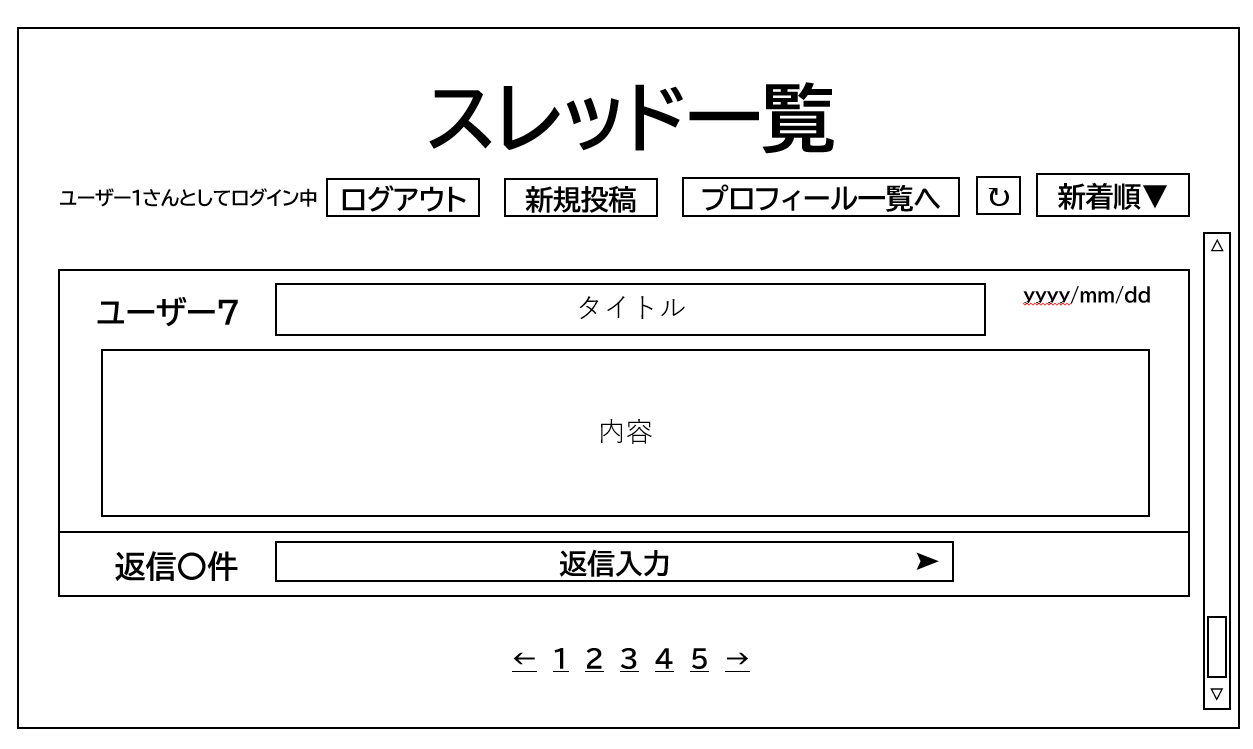 スレッド一覧
ユーザー1さんとしてログイン中 ログアウト 新規投稿 プロフィール一覧へ ↻ 新着順▼
△
ユーザー7 タイトル yyyy/mm/dd
内容
返信〇件 返信入力 ➤
← 1 2 3 4 5 →
▽